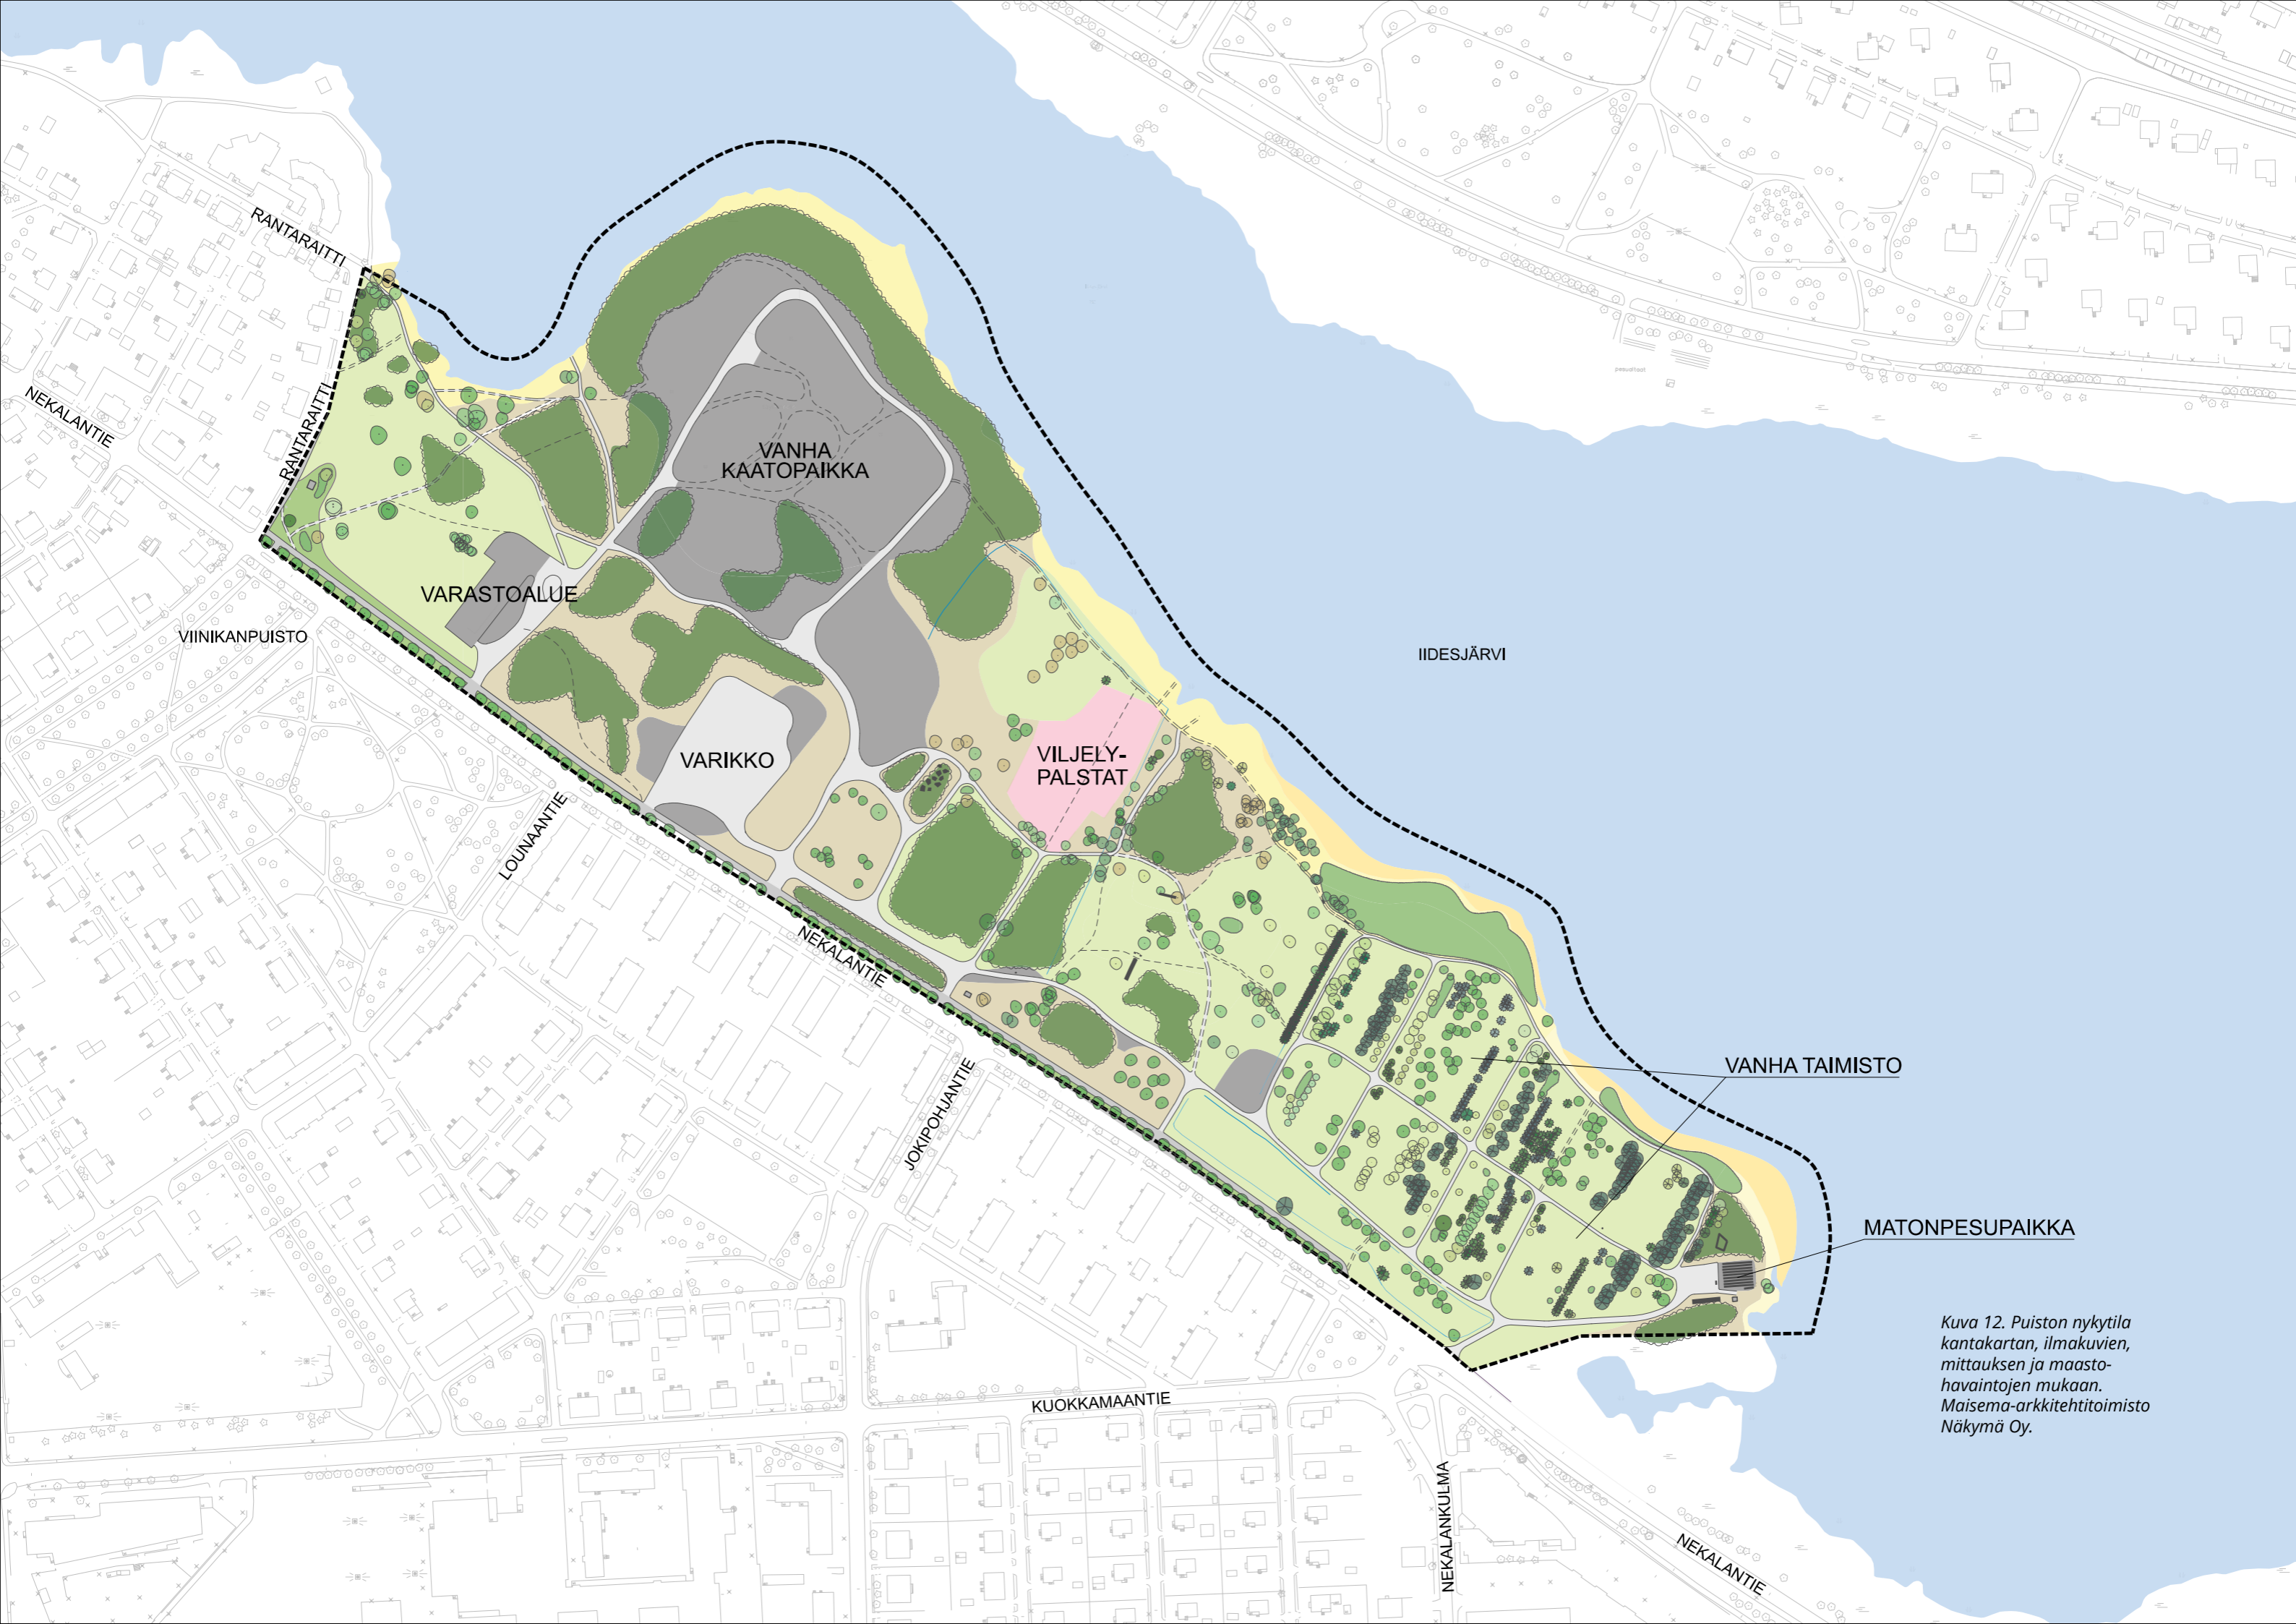 RANTARAITTI
NEKALANTIE
RANTARAITTI
VANHA
KAATOPAIKKA
VARASTOALUE
VIINIKANPUISTO
IIDESJÄRVI
VARIKKO
VILJELY-
PALSTAT
LOUNAANTIE
NEKALANTIE
JOKIPOHJANTIE
VANHA TAIMISTO
MATONPESUPAIKKA
KUOKKAMAANTIE
NEKALANKULMA
NEKALANTIE
Kuva 12. Puiston nykytila
kantakartan, ilmakuvien,
mittauksen ja maasto-
havaintojen mukaan.
Maisema-arkkitehtitoimisto
Näkymä Oy.